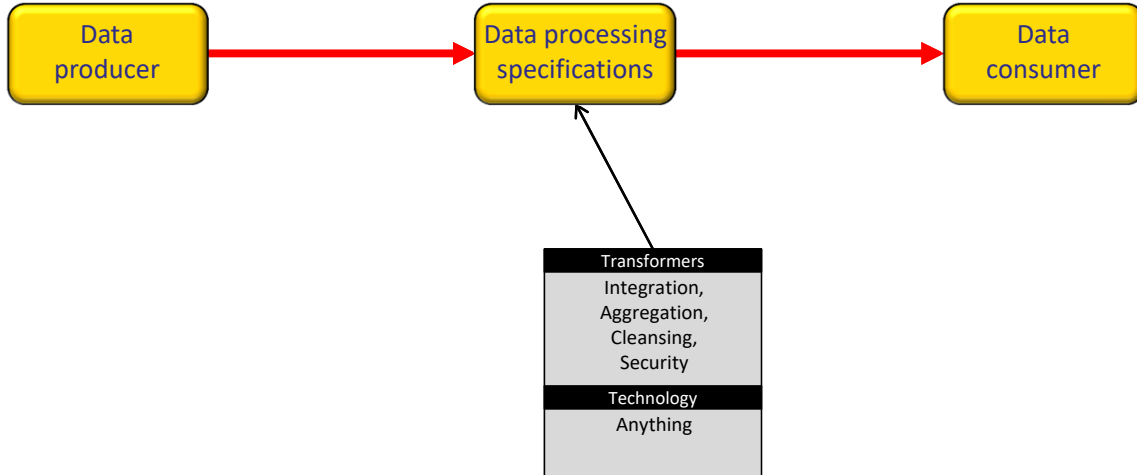 Data
producer
Data processing
specifications
Data
consumer
Transformers
Integration,
Aggregation,
Cleansing,
Security
Technology
Anything